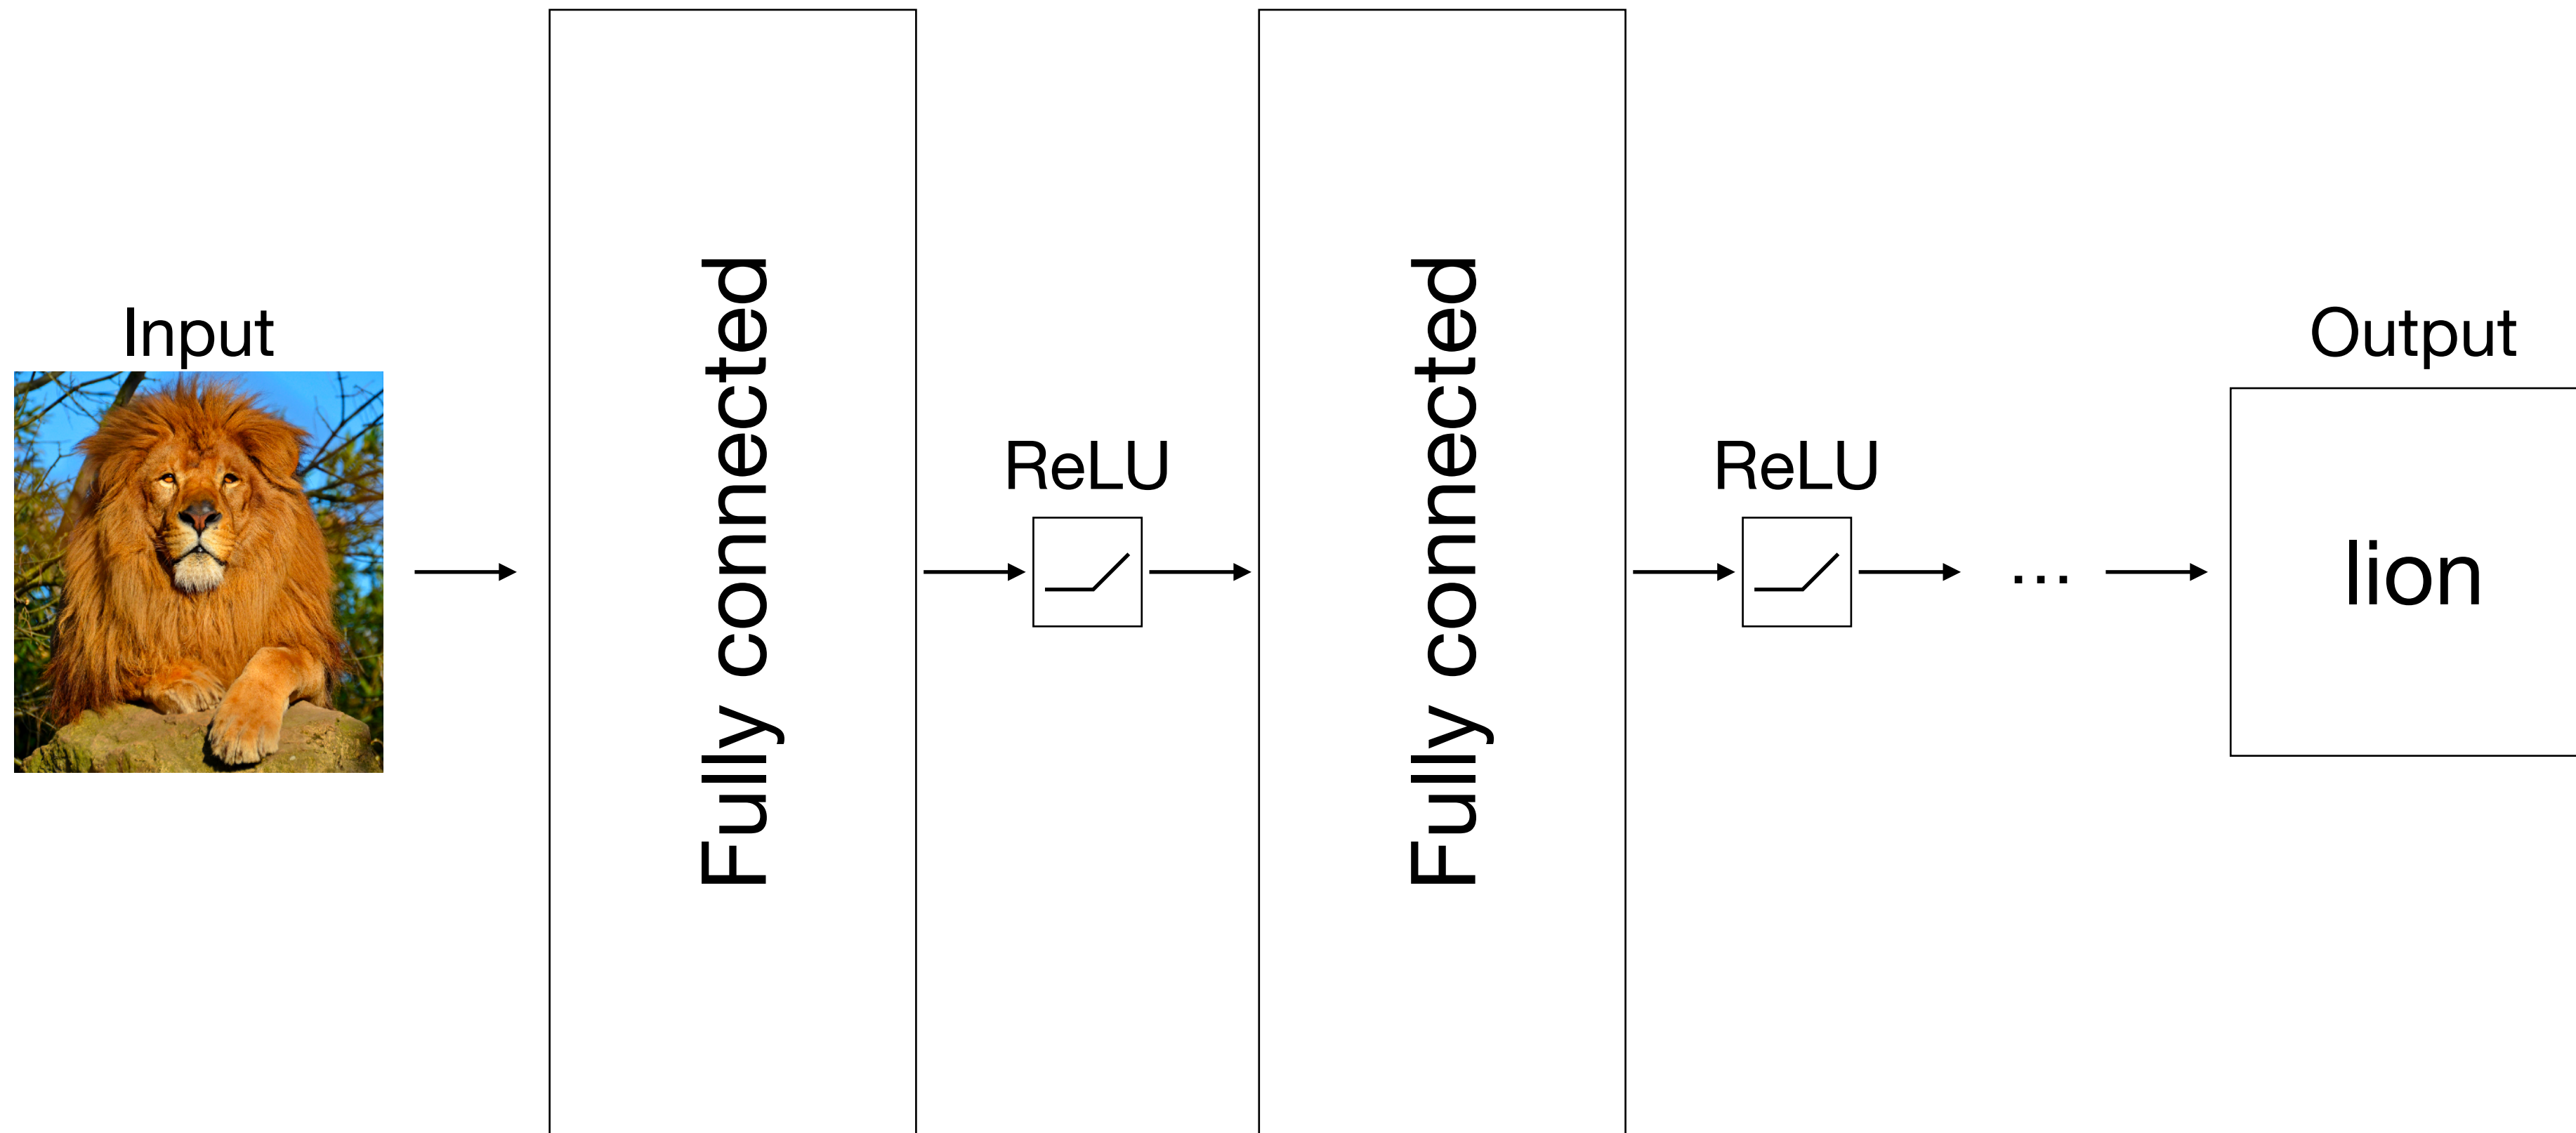 Input
Fully connected
ReLU
Fully connected
ReLU
...
Output
lion